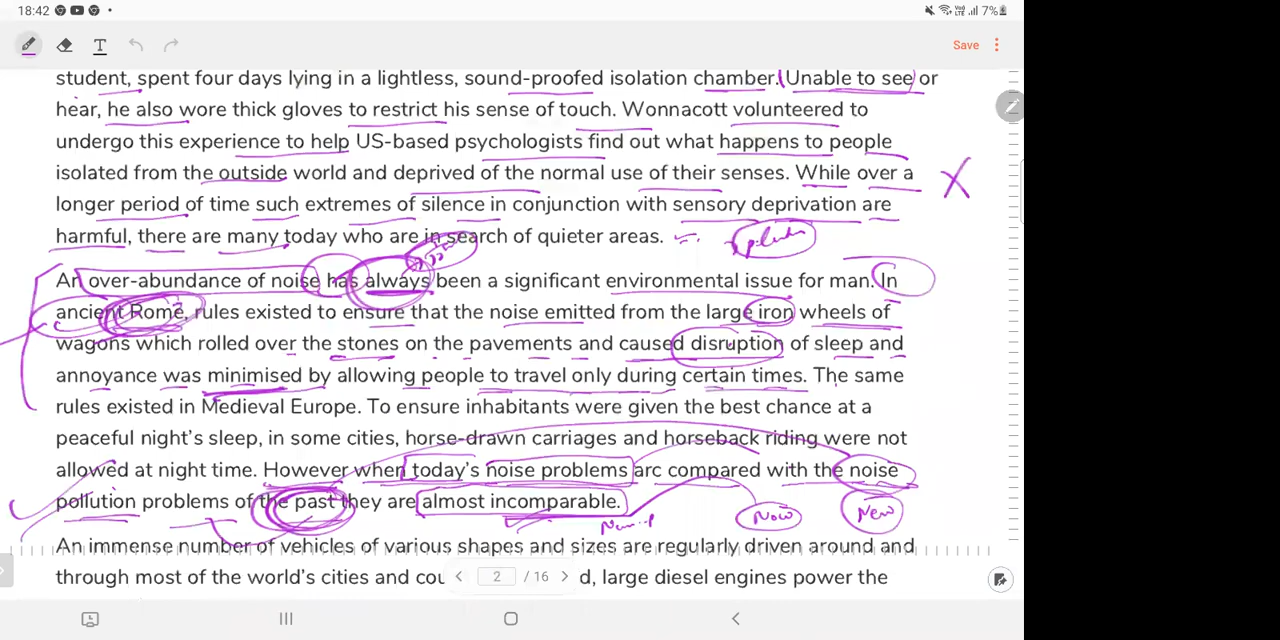 18:42
7%
Save
student, spent four days lying in a lightless, sound-proofed isolation chamber. Unable to see or
hear, he also wore thick gloves to restrict his sense of touch. Wonnacott volunteered to
undergo this experience to help US-based psychologists find out what happens to people
isolated from the outside world and deprived of the normal use of their senses. While over a
longer period of time such extremes of silence in conjunction with sensory deprivation are
harmful, there are many today who are in search of quieter areas.
An over-abundance of noise has always been a significant environmental issue for man. In
ancient Rome, rules existed to ensure that the noise emitted from the large iron wheels of
wagons which rolled over the stones on the pavements and caused disruption of sleep and
annoyance was minimised by allowing people to travel only during certain times. The same
rules existed in Medieval Europe. To ensure inhabitants were given the best chance at a
peaceful night's sleep, in some cities, horse-drawn carriages and horseback riding were not
allowed at night time. However when today's noise problems arc compared with the noise
pollution problems of the past they are almost incomparable.
Now New
An immense number of vehicles of various shapes and sizes are regularly driven around and
through most of the world's cities and cou d, large diesel engines power the
2 / 16